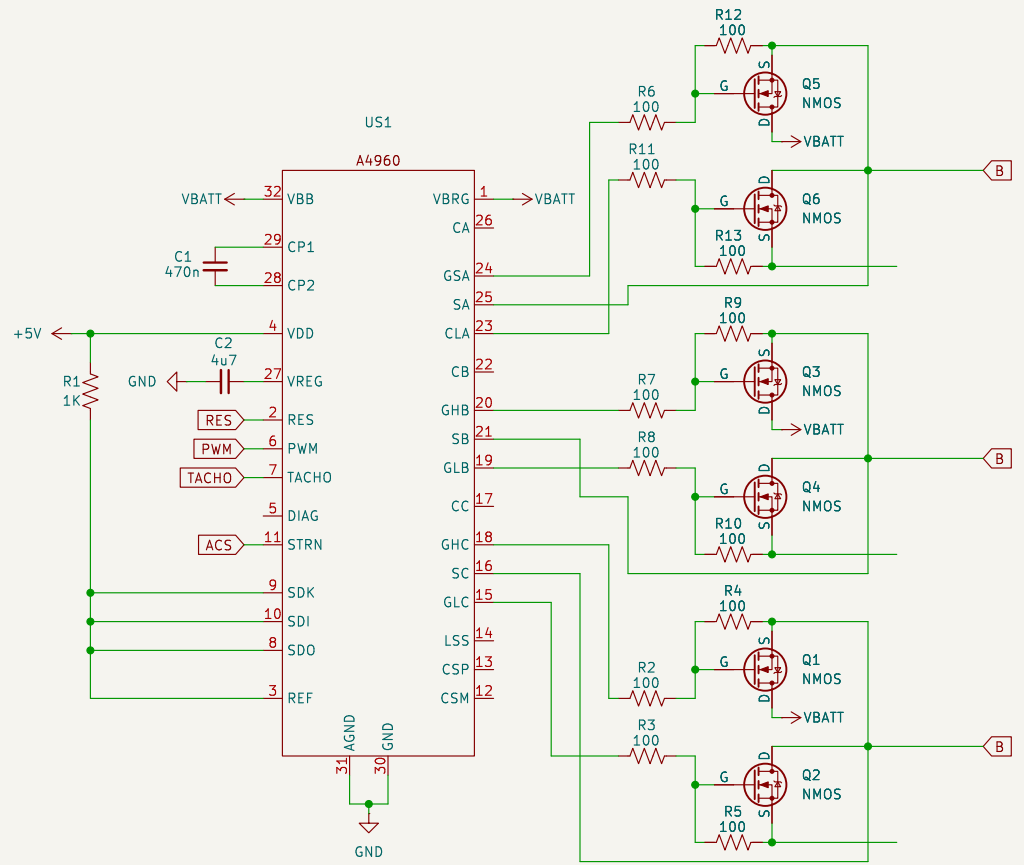 US1
A4960
VBATT
32
VBB
C1
470n
29
CP1
28
CP2
+5V
4
VDD
R1
1K
C2
4u7
GND
27
VREG
RES
2
RES
PWM
6
PWM
TACHO
7
TACHO
5
DIAG
ACS
11
STRN
9
SDK
10
SDI
8
SDO
3
REF
AGND
31
GND
30
GND
VBRG
1
VBATT
CA
26
GSA
24
SA
25
CLA
23
CB
22
GHB
20
SB
21
GLB
19
CC
17
GHC
18
SC
16
GLC
15
LSS
14
CSP
13
CSM
12
R12
100
R6
100
G
S
D
Q5
NMOS
VBATT
R11
100
G
D
S
Q6
NMOS
R13
100
B
R9
100
R7
100
G
S
D
Q3
NMOS
VBATT
R8
100
G
D
S
Q4
NMOS
R10
100
B
R4
100
R2
100
G
S
D
Q1
NMOS
VBATT
R3
100
G
D
S
Q2
NMOS
R5
100
B